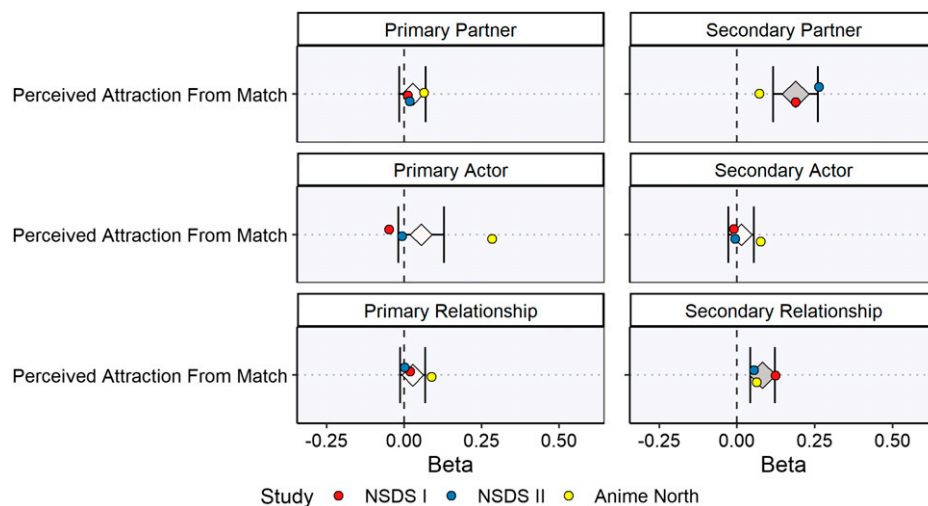 Primary Partner
Secondary Partner
Perceived Attraction From Match
Primary Actor
Secondary Actor
Perceived Attraction From Match
Primary Relationship
Secondary Relationship
Perceived Attraction From Match
-0.25 0.00 0.25 0.50
-0.25 0.00 0.25 0.50
Beta
Beta
Study NSDS I NSDS II Anime North